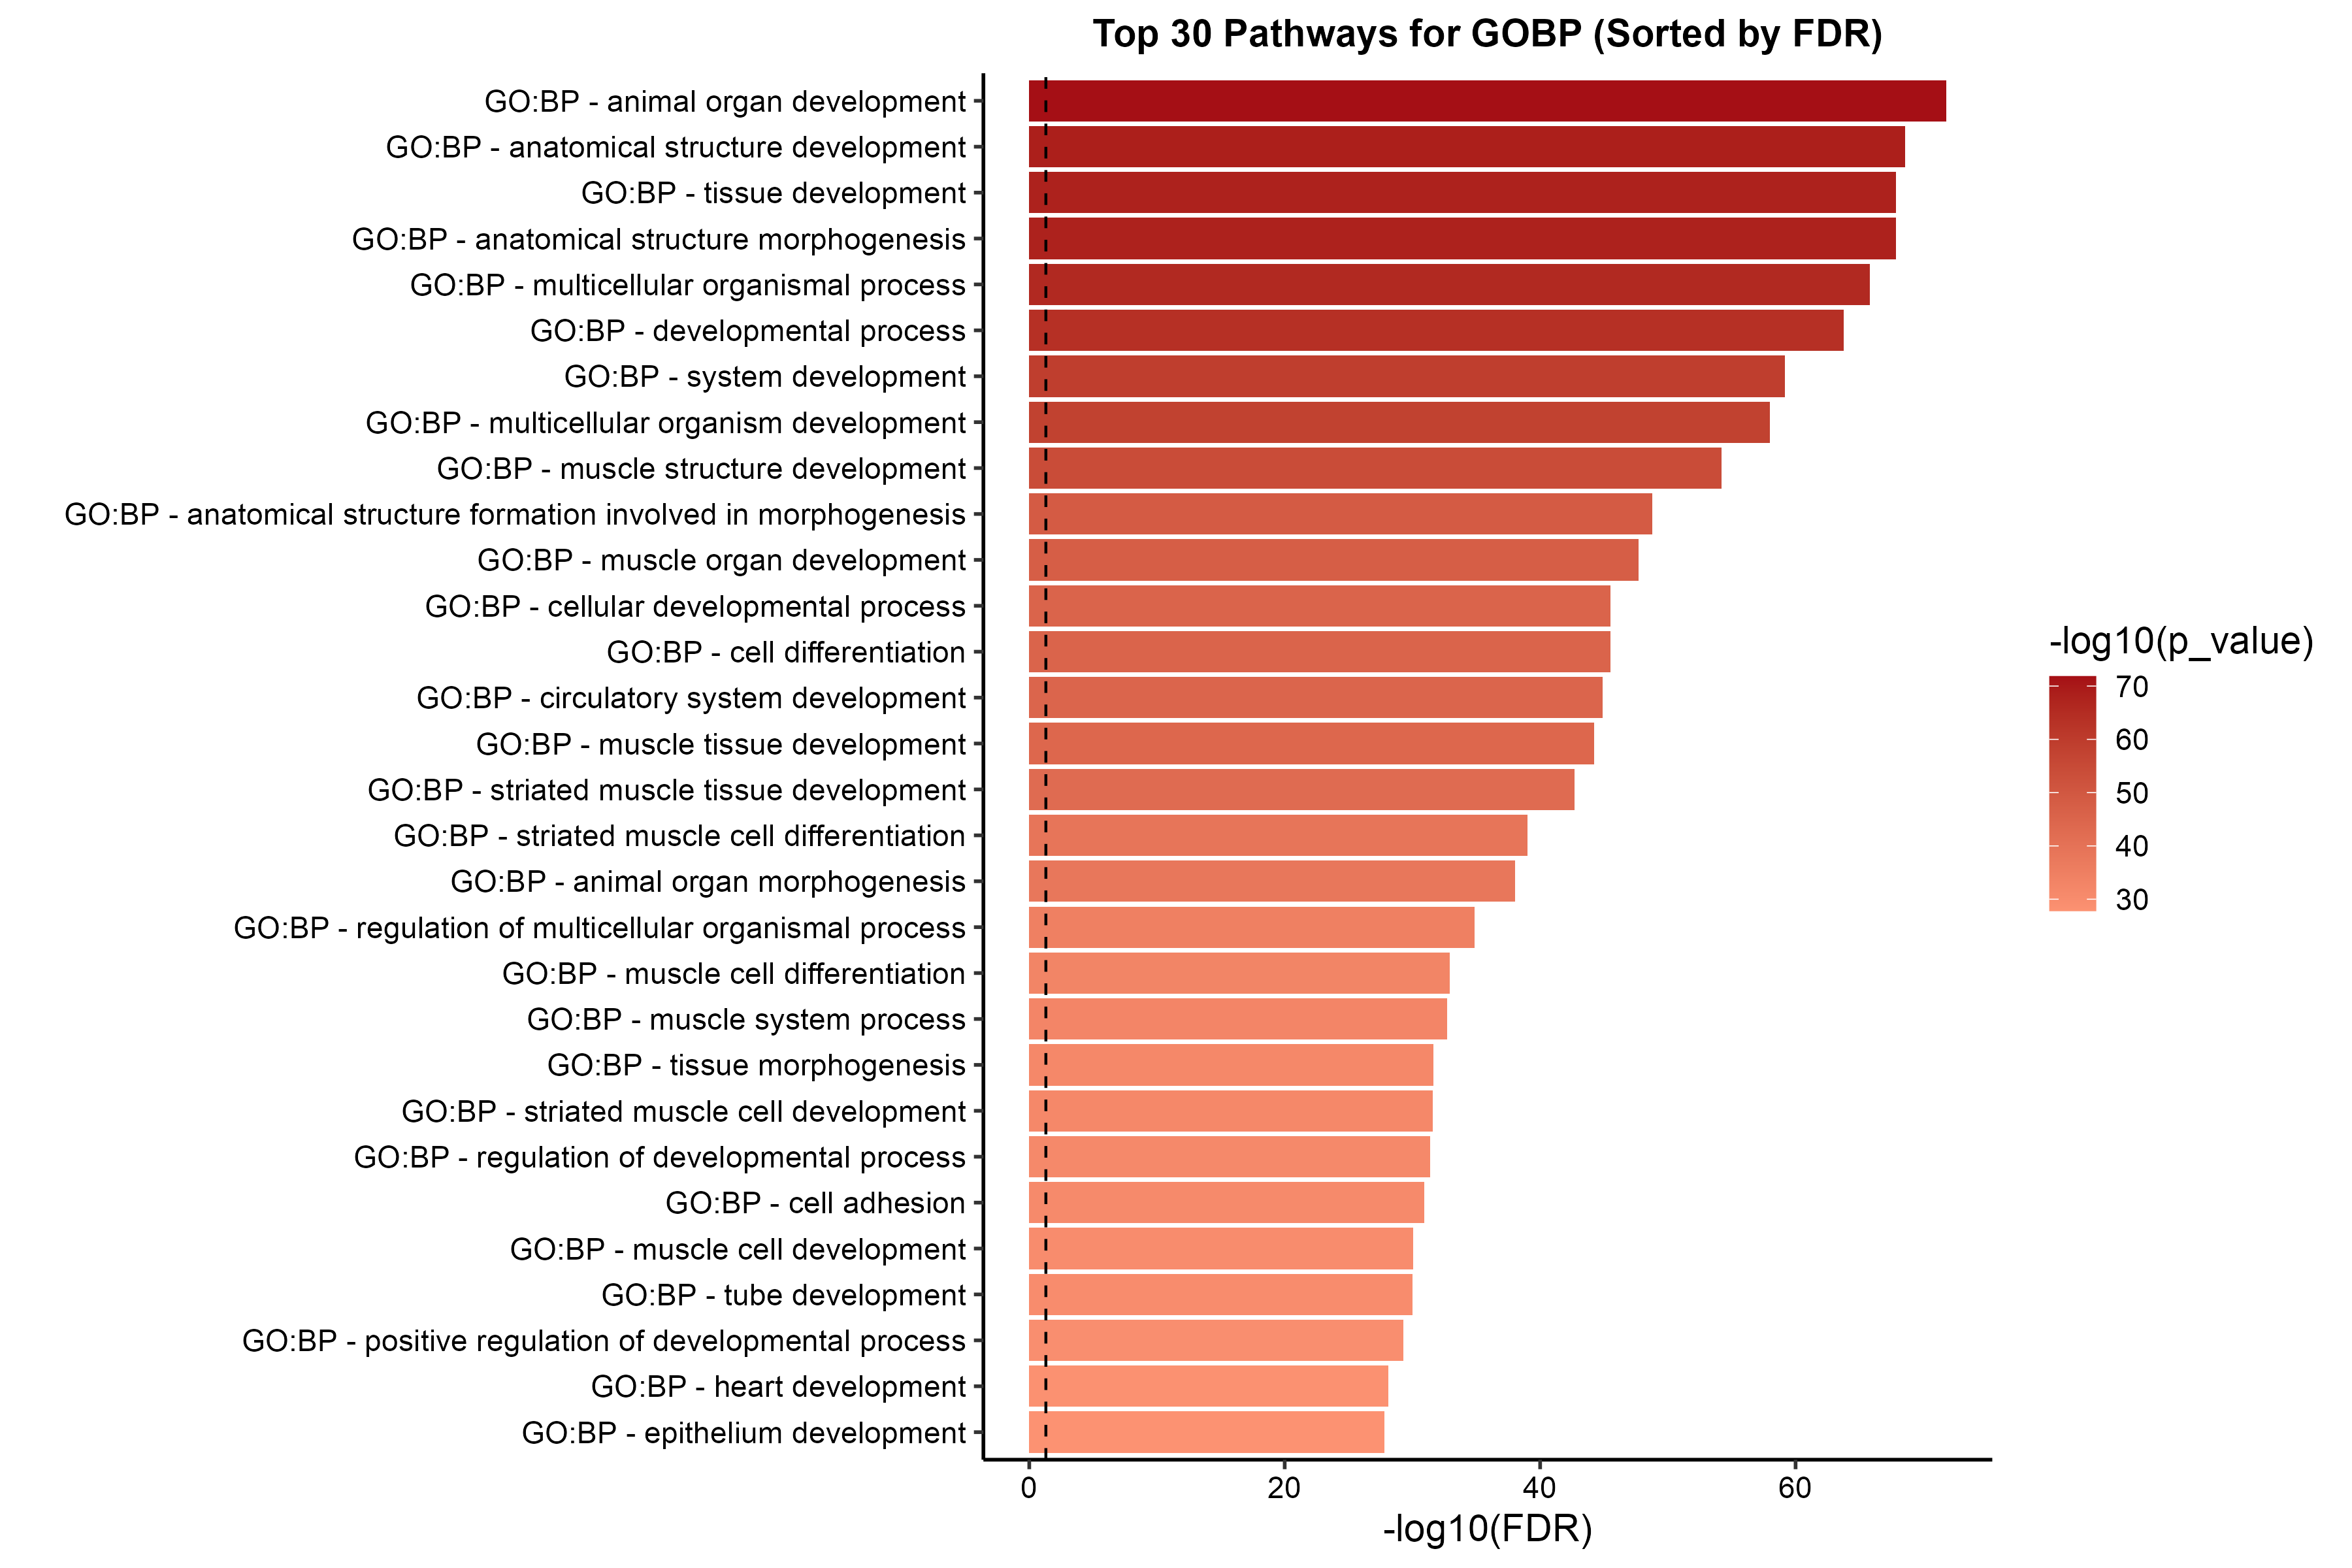 Top 30 Pathways for GOBP (Sorted by FDR)
GO:BP - animal organ development
GO:BP - anatomical structure development
GO:BP - tissue development
GO:BP - anatomical structure morphogenesis
GO:BP - multicellular organismal process
GO:BP - developmental process
GO:BP - system development
GO:BP - multicellular organism development
GO:BP - muscle structure development
GO:BP - anatomical structure formation involved in morphogenesis
GO:BP - muscle organ development
GO:BP - cellular developmental process
GO:BP - cell differentiation
GO:BP - circulatory system development
GO:BP - muscle tissue development
GO:BP - striated muscle tissue development
GO:BP - striated muscle cell differentiation
GO:BP - animal organ morphogenesis
GO:BP - regulation of multicellular organismal process
GO:BP - muscle cell differentiation
GO:BP - muscle system process
GO:BP - tissue morphogenesis
GO:BP - striated muscle cell development
GO:BP - regulation of developmental process
GO:BP - cell adhesion
GO:BP - muscle cell development
GO:BP - tube development
GO:BP - positive regulation of developmental process
GO:BP - heart development
GO:BP - epithelium development
0 20 40 60
-log10(FDR)
-log10(p_value)
70
60
50
40
30